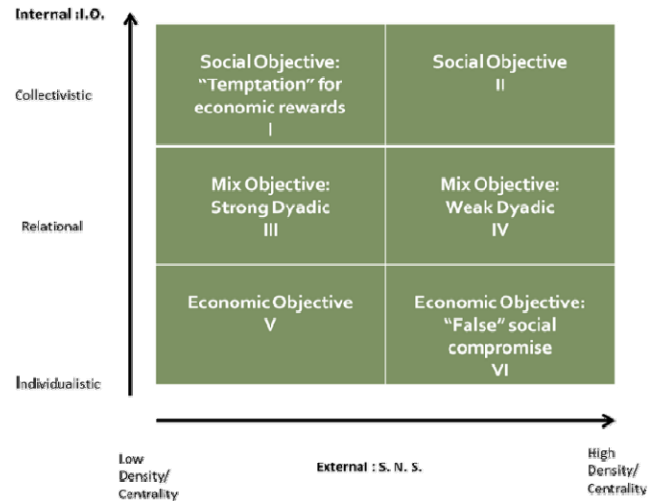 Internal :I.O.
Collectivistic
Social Objective:
"Temptation" for
economic rewards
I
Social Objective
II
Relational
Mix Objective:
Strong Dyadic
III
Mix Objective:
Weak Dyadic
IV
Individualistic
Economic Objective
V
Economic Objective:
"False" social
compromise
VI
Low
Density/
Centrality
External : S. N. S.
High
Density/
Centrality